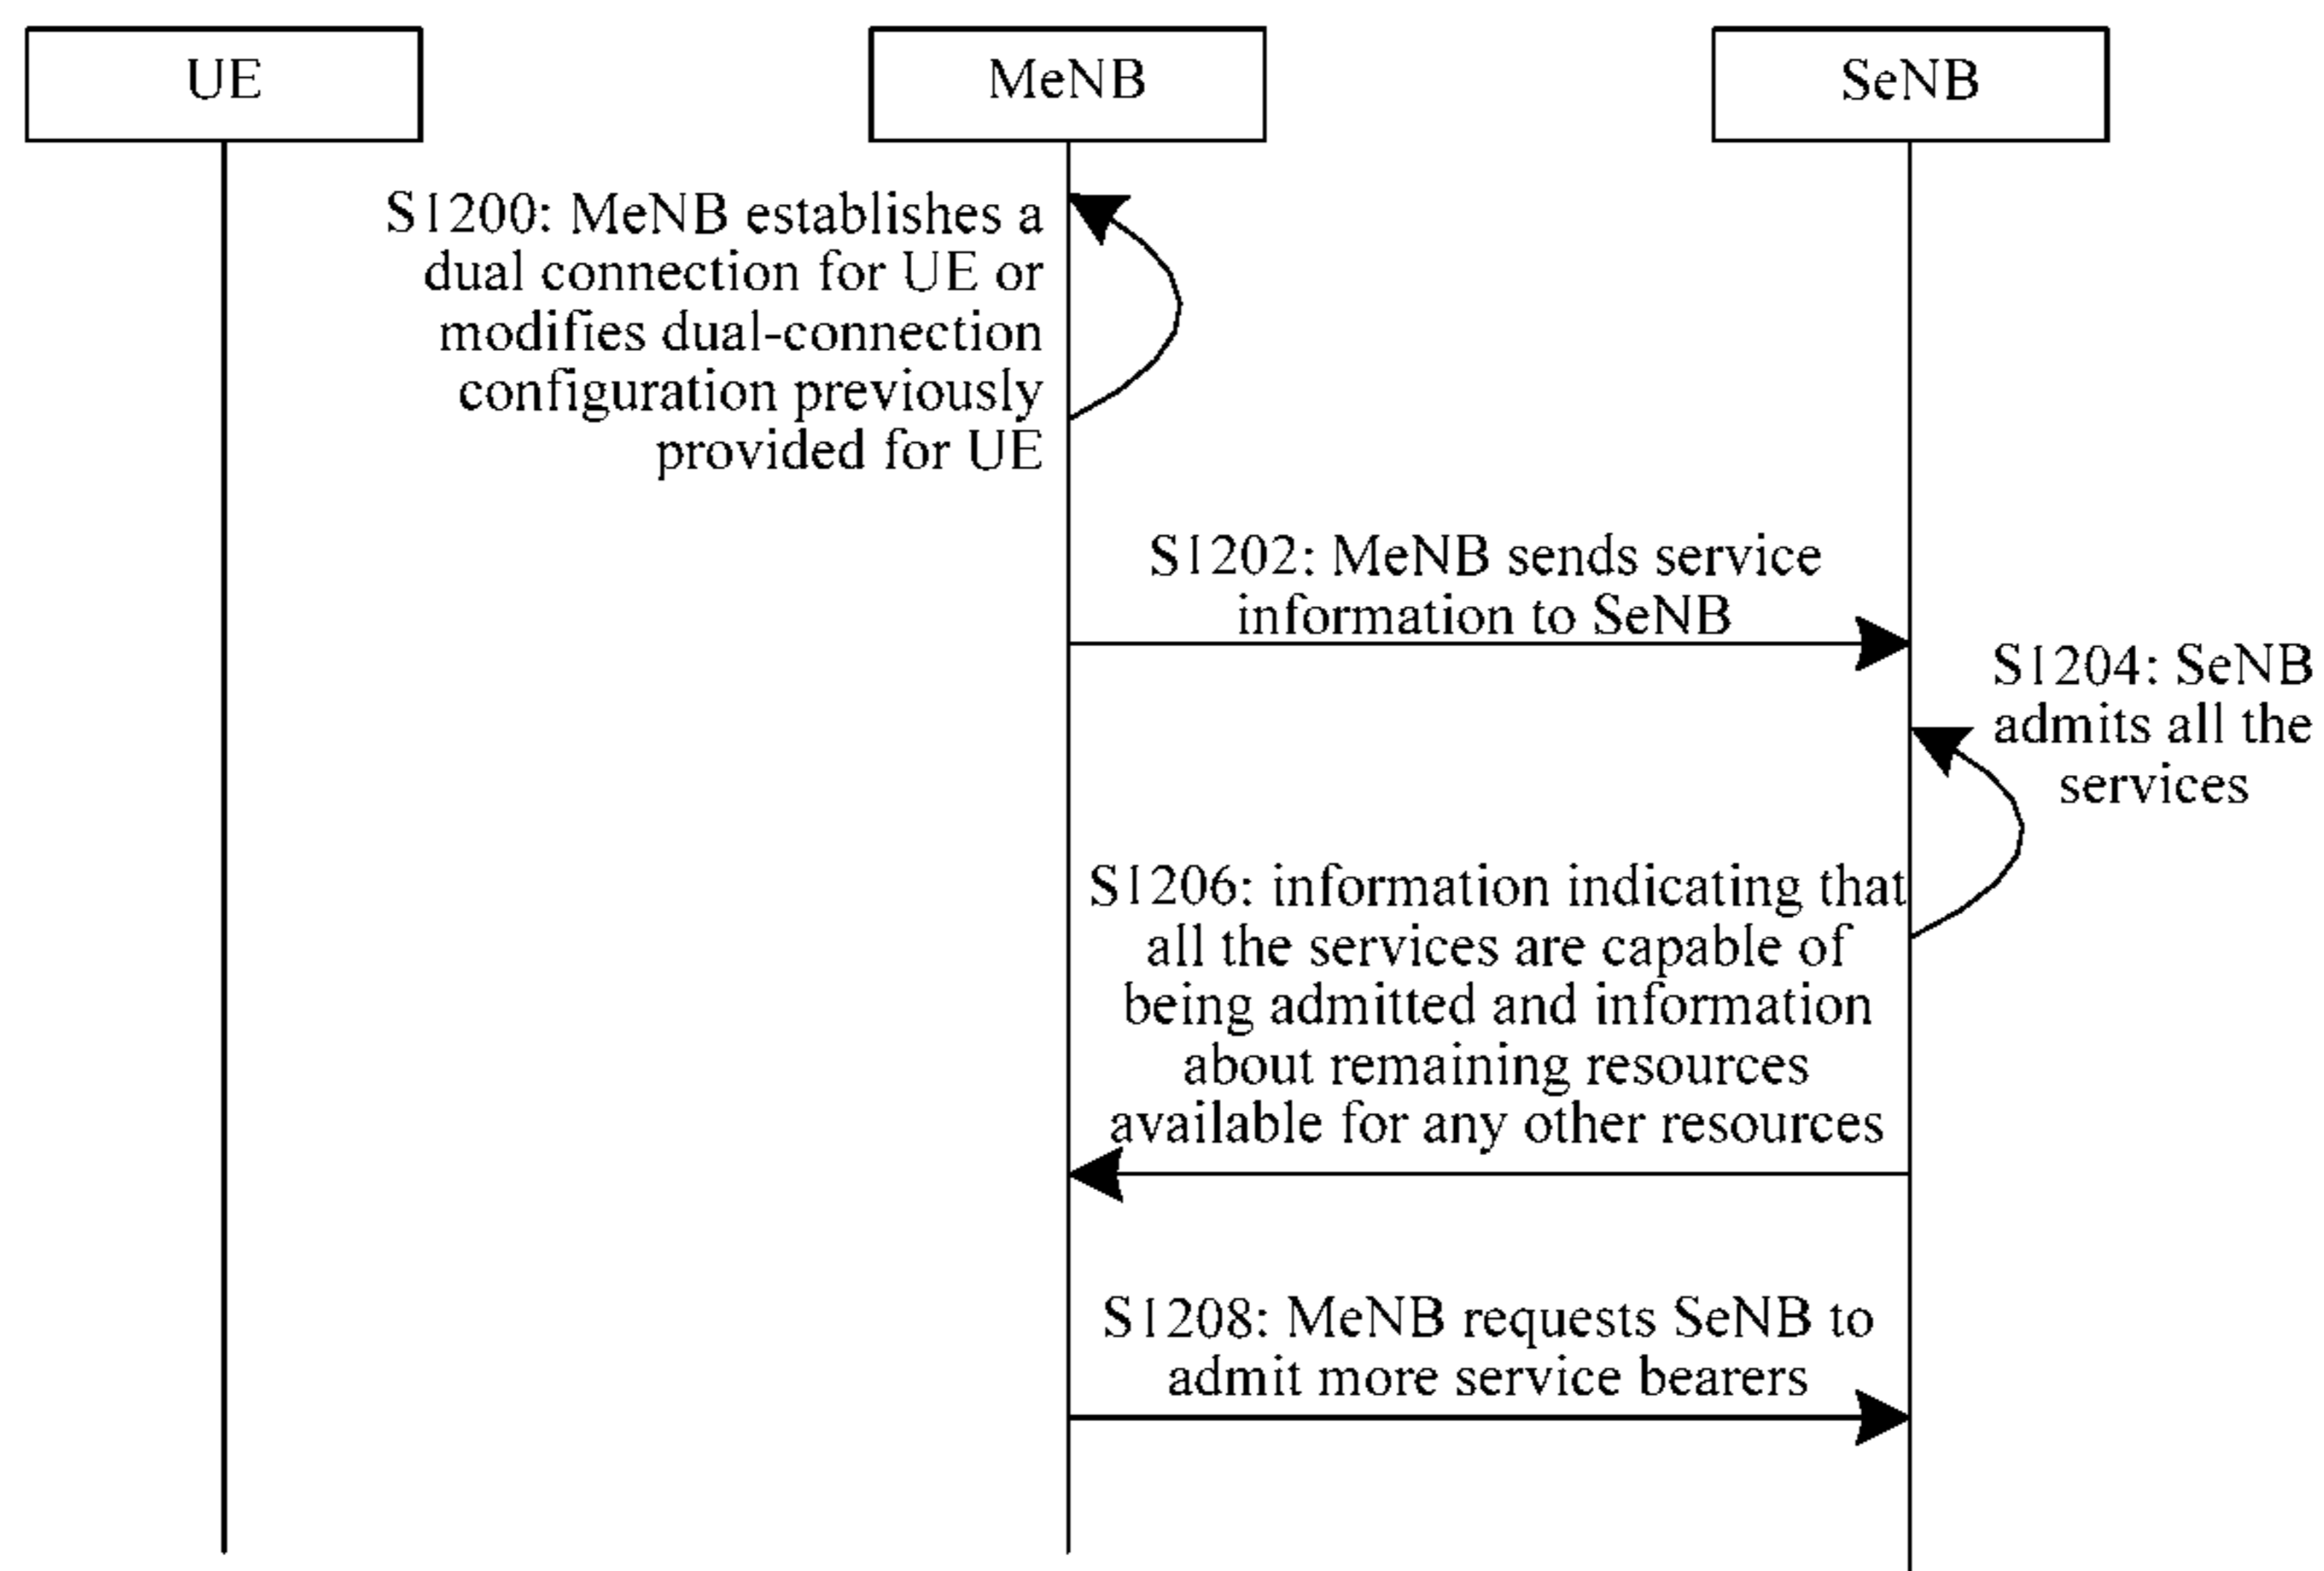 UE
MeNB
SeNB
S1200: MeNB establishes a
dual connection for UE or
modifies dual-connection
configuration previously
provided for UE
S1202: MeNB sends service
information to SeNB
S1204: SeNB
admits all the
services
S1206: information indicating that
all the services are capable of
being admitted and information
about remaining resources
available for any other resources
S1208: MeNB requests SeNB to
admit more service bearers